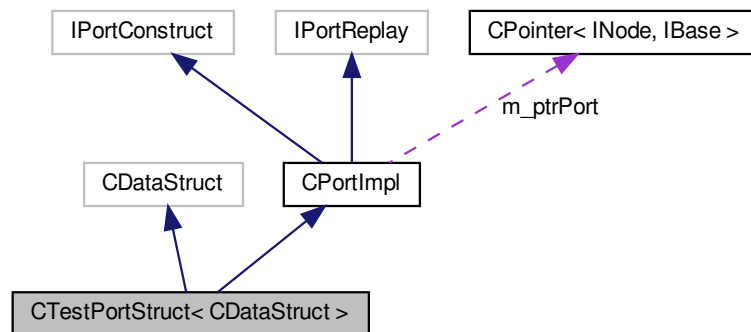 IPortConstruct
IPortReplay
CPointer< INode, IBase >
m_ptrPort
CDataStruct
CPortImpl
CTestPortStruct< CDataStruct >